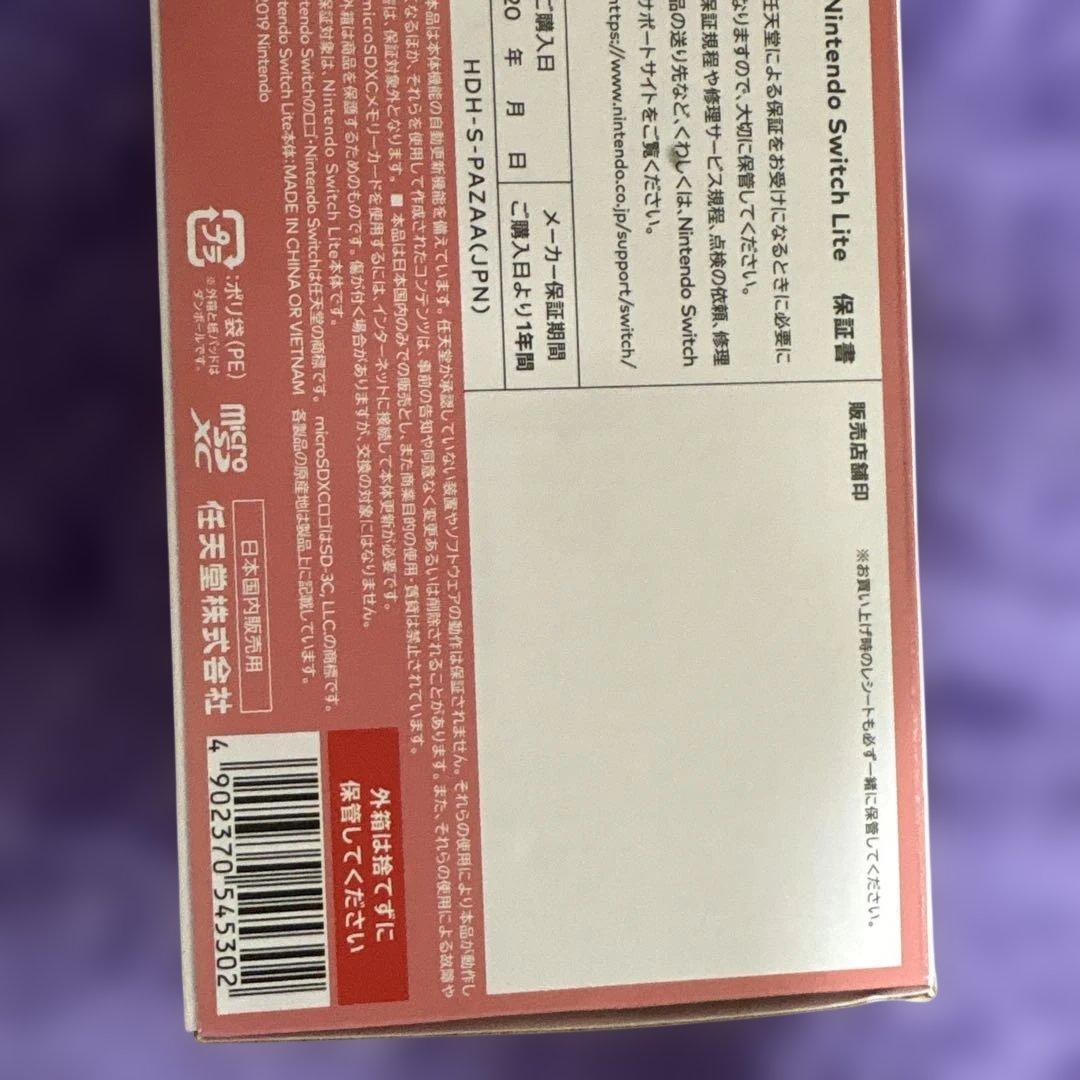 Nintendo Switch Lite 保証書
任天堂による保証をお受けになるときに必要に
なりますので、大切に保管してください。
保証規程や修理サービス規程、点検の依頼、修理
品の送り先など、くわしくは、Nintendo Switch
サポートサイトをご覧ください。
https://www.nintendo.co.jp/support/switch/
ご購入日
20 年 月 日
メーカー保証期間
ご購入日より1年間
HDH-S-PAZAA(JPN)
販売店舗印
※お買い上げ時のレシートも必ず一緒に保管してください。
本品は本体機能の自動更新機能を備えています。任天堂が承認していない装置やソフトウェアの動作は保証されません。それらの使用により本品が動作し
なくなるほか、それらを使用して作成されたコンテンツは、事前の告知や同意なく変更あるいは削除されることがあります。また、それらの使用による故障や
は、保証対象外となります。■本品は日本国内のみでの販売とし、また商業目的の使用・賃貸は禁止されています。
microSDXCメモリーカードを使用するには、インターネットに接続して本体更新が必要です。
外箱は商品を保護するためのものです。傷が付く場合がありますが、交換の対象にはなりません。
保証対象は、Nintendo Switch Lite本体です。
ntendo Switchのロゴ・Nintendo Switchは任天堂の商標です。 microSDXCロゴはSD-3C, LLC.の商標です。
ntendo Switch Lite本体:MADE IN CHINA OR VIETNAM 各製品の原産地は製品上に記載しています。
2019 Nintendo
プラ
:ポリ袋(PE)
※外箱と紙パッドは
ダンボールです。
micro
SD
XC
日本国内販売用
任天堂株式会社
外箱は捨てずに
保管してください
4 902370 545302